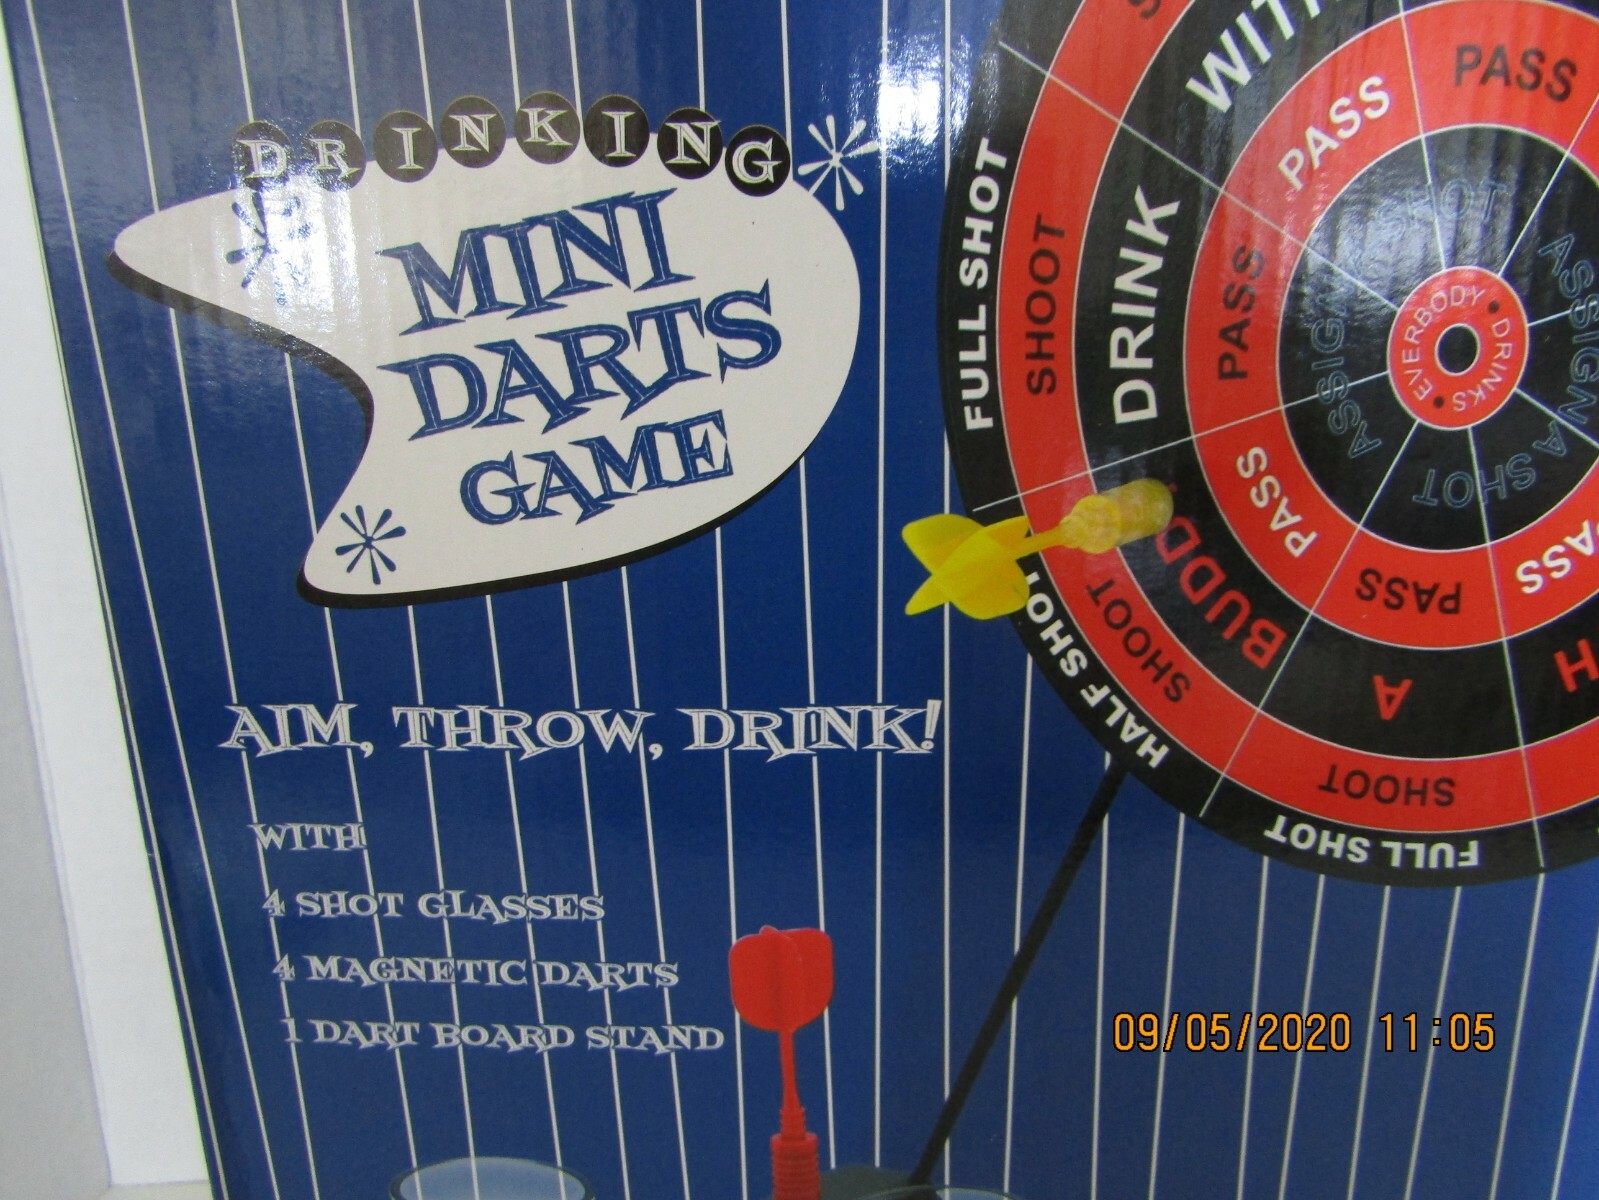 DRINKING
MINI
DARTS
GAME
AIM, THROW, DRINK!
WITH
4 SHOT GLASSES
4 MAGNETIC DARTS
1 DART BOARD STAND
FULL SHOT
SHOOT
DRINK
PASS
PASS
PASS
ASSIGN
SHOT
ASSIGN A SHOT
EVERBODY • DRINKS •
PASS
PASS
SHOOT
HALF SHOT
A
SHOOT
FULL SHOT
09/05/2020 11:05